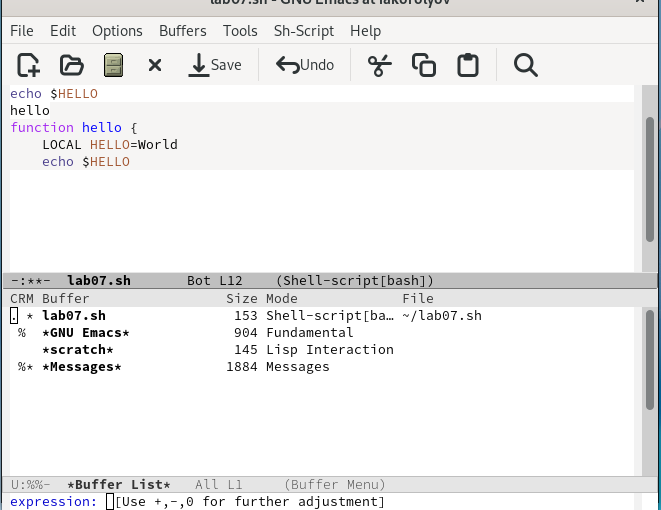 lab07.sh - GNU Emacs at fakorolyov
File Edit Options Buffers Tools Sh-Script Help
Save Undo
echo $HELLO
hello
function hello {
    LOCAL HELLO=World
    echo $HELLO
-:**-  lab07.sh       Bot L12    (Shell-script[bash])
CRM Buffer                 Size Mode             File
. * lab07.sh                153 Shell-script[ba… ~/lab07.sh
 %  *GNU Emacs*             904 Fundamental
    *scratch*               145 Lisp Interaction
 %* *Messages*             1884 Messages
U:%%-  *Buffer List*   All L1     (Buffer Menu)
expression: [Use +,-,0 for further adjustment]